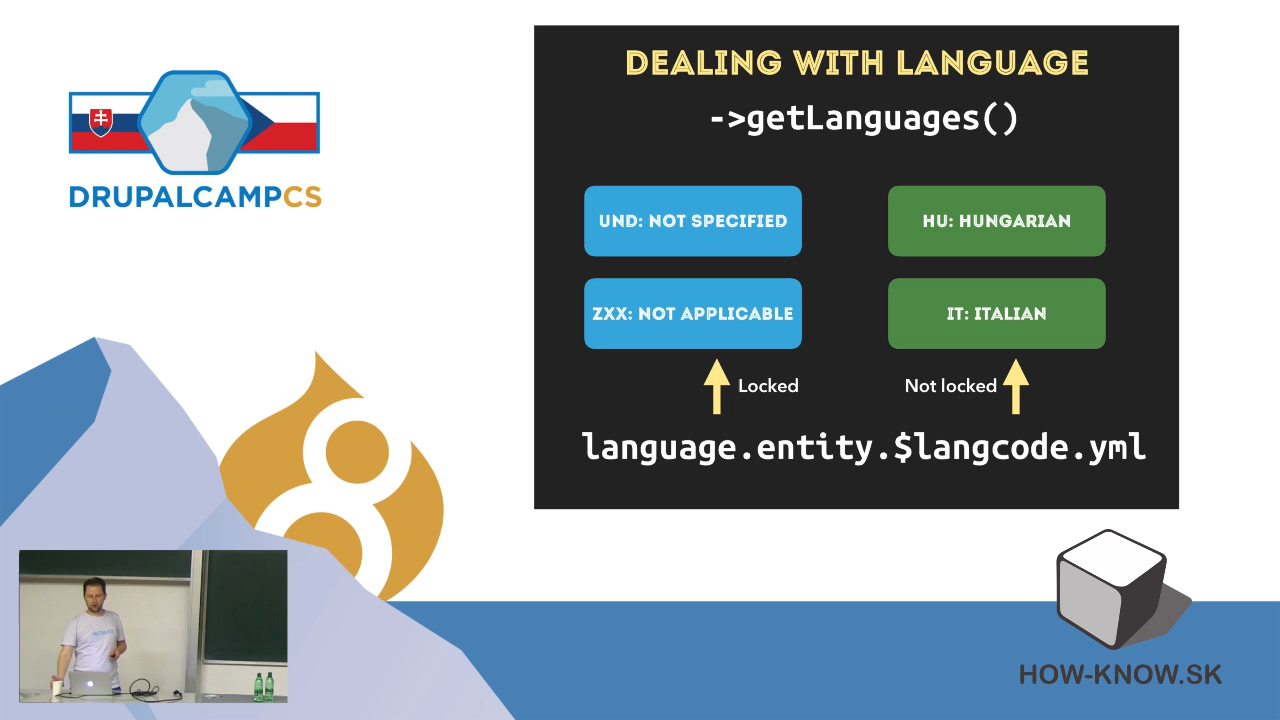 DRUPALCAMPCS
DEALING WITH LANGUAGE
->getLanguages()
UND: NOT SPECIFIED
HU: HUNGARIAN
ZXX: NOT APPLICABLE
IT: ITALIAN
Locked
Not locked
language.entity.$langcode.yml
HOW-KNOW.SK